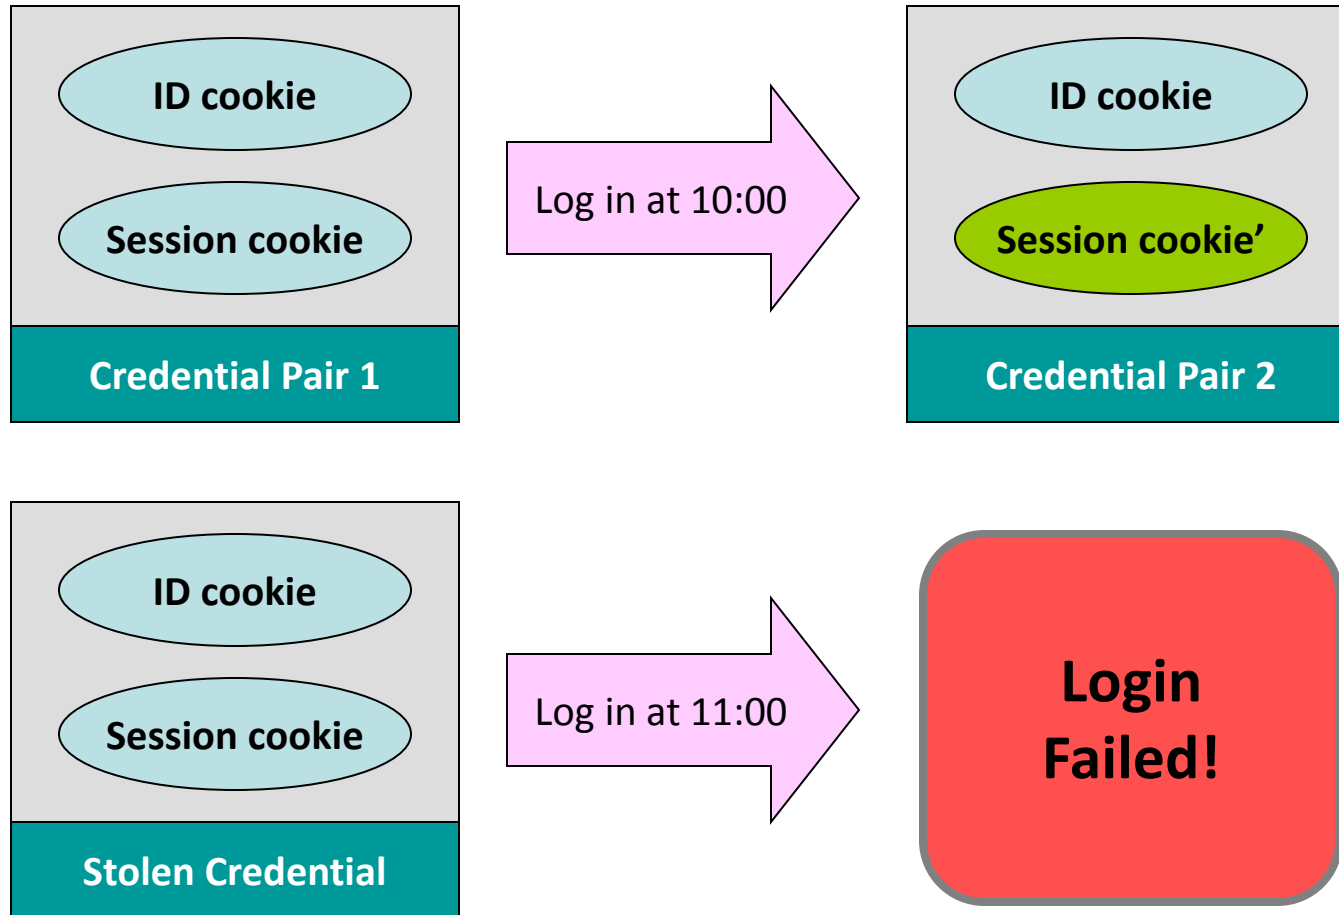 ID cookie
Session cookie
Credential Pair 1
Log in at 10:00
ID cookie
Session cookie’
Credential Pair 2
ID cookie
Session cookie
Stolen Credential
Log in at 11:00
Login
Failed!